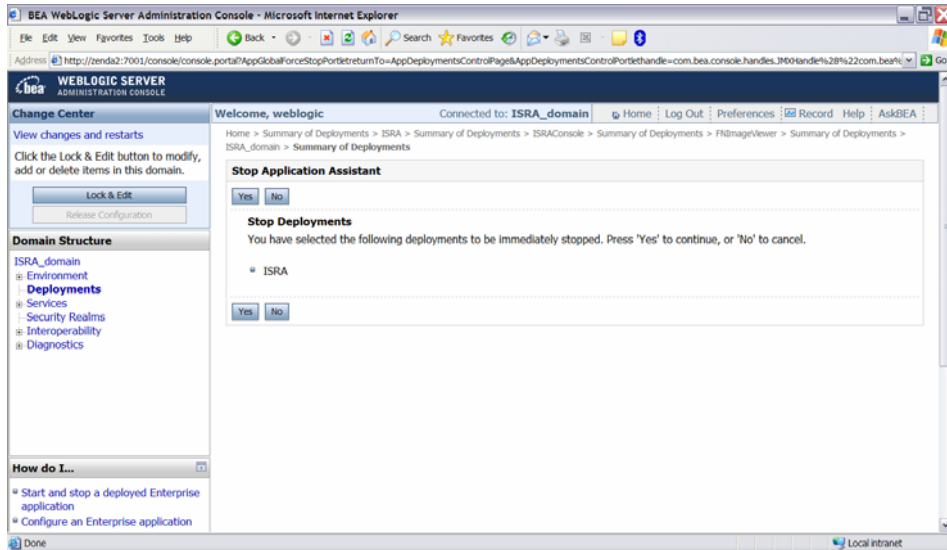 BEA WebLogic Server Administration Console - Microsoft Internet Explorer
File Edit View Favorites Tools Help
Back Search Favorites
Address http://zenda2:7001/console/console.portal?AppGlobalForceStopPortletreturnTo=AppDeploymentsControlPage&AppDeploymentsControlPortlethandle=com.bea.console.handles.JMXHandle%28%22com.bea% Go
bea WEBLOGIC SERVER
ADMINISTRATION CONSOLE
Change Center
View changes and restarts
Click the Lock & Edit button to modify,
add or delete items in this domain.
Lock & Edit
Release Configuration
Domain Structure
ISRA_domain
Environment
Deployments
Services
Security Realms
Interoperability
Diagnostics
How do I...
Start and stop a deployed Enterprise
application
Configure an Enterprise application
Welcome, weblogic Connected to: ISRA_domain Home Log Out Preferences Record Help AskBEA
Home > Summary of Deployments > ISRA > Summary of Deployments > ISRAConsole > Summary of Deployments > FNImageViewer > Summary of Deployments >
ISRA_domain > Summary of Deployments
Stop Application Assistant
Yes No
Stop Deployments
You have selected the following deployments to be immediately stopped. Press 'Yes' to continue, or 'No' to cancel.
ISRA
Yes No
Done Local intranet